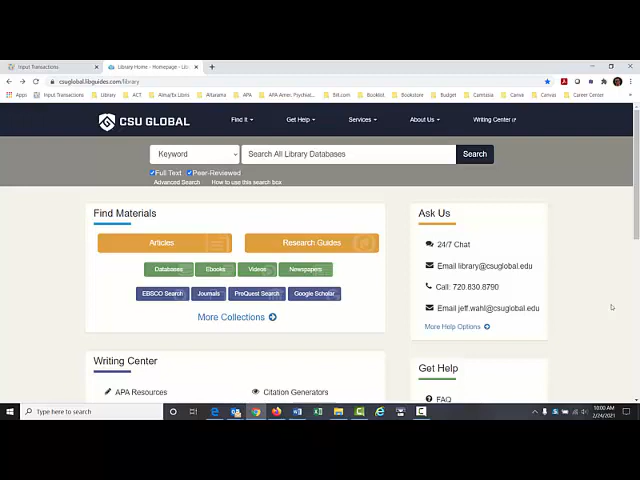 Input Transactions
Library Home - Homepage - Lib
csuglobal.libguides.com/library
Apps
Input Transactions
Library
ACT
Alma/Ex Libris
Altarama
APA
APA Amer. Psychiat...
Bill.com
Booklist
Bookstore
Budget
Camtasia
Canva
Canvas
Career Center
CSU GLOBAL
Find It
Get Help
Services
About Us
Writing Center
Keyword
Search All Library Databases
Search
Full Text
Peer-Reviewed
Advanced Search
How to use this search box
Find Materials
Articles
Research Guides
Databases
Ebooks
Videos
Newspapers
EBSCO Search
Journals
ProQuest Search
Google Scholar
More Collections
Ask Us
24/7 Chat
Email library@csuglobal.edu
Call: 720.830.8790
Email jeff.wahl@csuglobal.edu
More Help Options
Writing Center
APA Resources
Citation Generators
Get Help
FAQ
Type here to search
10:00 AM
2/24/2021